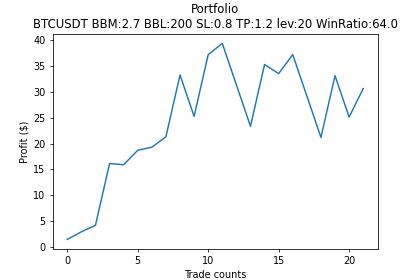 Portfolio
BTCUSDT BBM:2.7 BBL:200 SL:0.8 TP:1.2 lev:20 WinRatio:64.0
40
35
30
25
20
15
10
5
0
Profit ($)
0 5 10 15 20
Trade counts